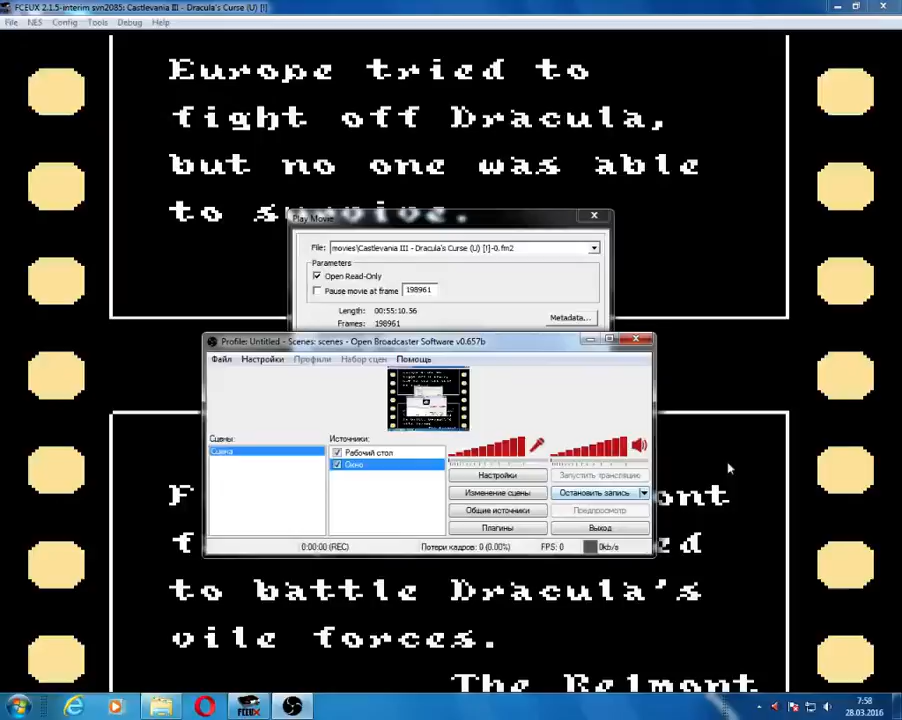 FCEUX 2.1.5-interim svn2085: Castlevania III - Dracula's Curse (U) [!]
File NES Config Tools Debug Help
Europe tried to
fight off Dracula,
but no one was able
to survive.
Play Movie
File: movies\Castlevania III - Dracula's Curse (U) [!]-0.fm2
Parameters
Open Read-Only
Pause movie at frame 198961
Length: 00:55:10.36
Frames: 198961
Metadata...
Profile: Untitled - Scenes: scenes - Open Broadcaster Software v0.657b
Файл Настройки Профили Набор сцен Помощь
Сцены: Источники:
Сцена
Рабочий стол
Окно
Настройки Запустить трансляцию
Изменение сцены Остановить запись
Общие источники Предпросмотр
Плагины Выход
0:00:00 (REC) Потери кадров: 0 (0.00%) FPS: 0 0kb/s
to battle Dracula's
vile forces.
The Belmont
7:58
28.03.2016